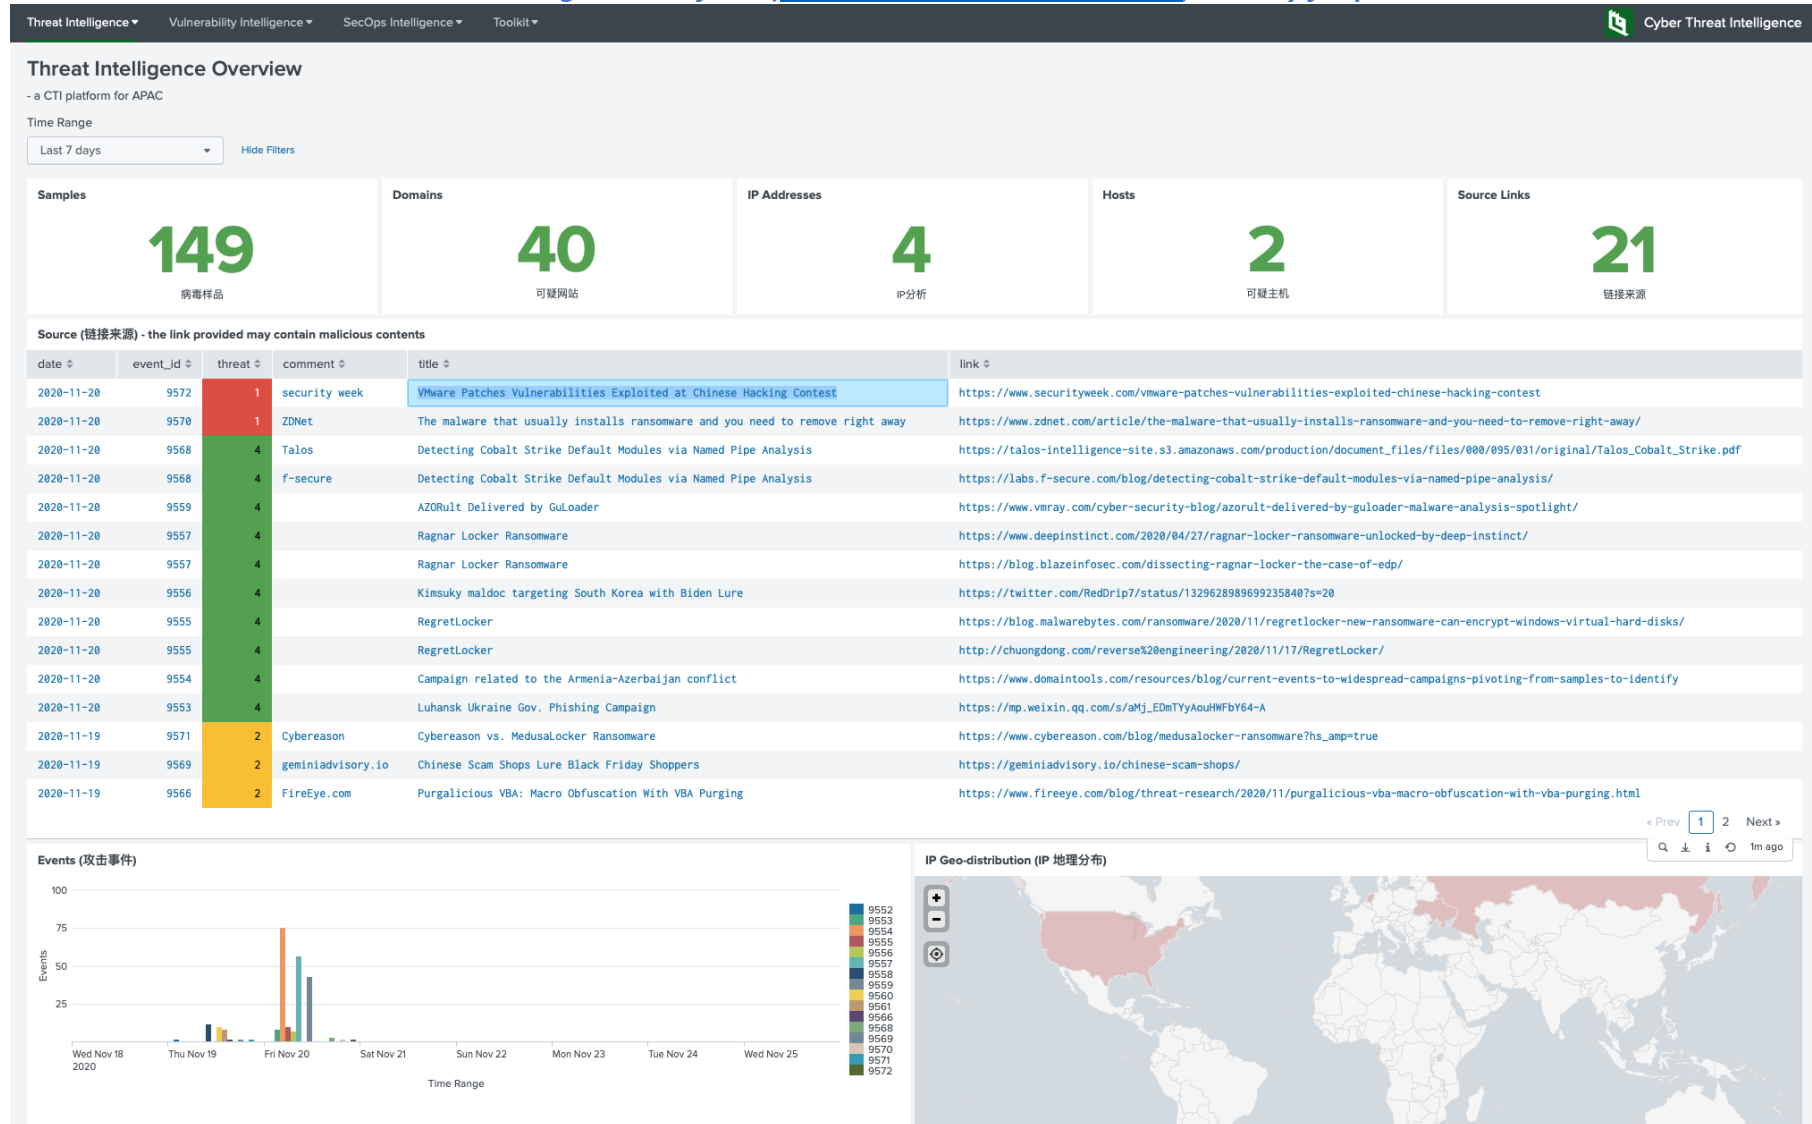 Threat Intelligence Vulnerability Intelligence SecOps Intelligence Toolkit Cyber Threat Intelligence
Threat Intelligence Overview
- a CTI platform for APAC
Time Range
Last 7 days Hide Filters
Samples Domains IP Addresses Hosts Source Links
149 40 4 2 21
病毒样品 可疑网站 IP分析 可疑主机 链接来源
Source (链接来源) - the link provided may contain malicious contents
date event_id threat comment title link
2020-11-20 9572 1 security week VMware Patches Vulnerabilities Exploited at Chinese Hacking Contest https://www.securityweek.com/vmware-patches-vulnerabilities-exploited-chinese-hacking-contest
2020-11-20 9570 1 ZDNet The malware that usually installs ransomware and you need to remove right away https://www.zdnet.com/article/the-malware-that-usually-installs-ransomware-and-you-need-to-remove-right-away/
2020-11-20 9568 4 Talos Detecting Cobalt Strike Default Modules via Named Pipe Analysis https://talos-intelligence-site.s3.amazonaws.com/production/document_files/files/000/095/031/original/Talos_Cobalt_Strike.pdf
2020-11-20 9568 4 f-secure Detecting Cobalt Strike Default Modules via Named Pipe Analysis https://labs.f-secure.com/blog/detecting-cobalt-strike-default-modules-via-named-pipe-analysis/
2020-11-20 9559 4 AZORult Delivered by GuLoader https://www.vmray.com/cyber-security-blog/azorult-delivered-by-guloader-malware-analysis-spotlight/
2020-11-20 9557 4 Ragnar Locker Ransomware https://www.deepinstinct.com/2020/04/27/ragnar-locker-ransomware-unlocked-by-deep-instinct/
2020-11-20 9557 4 Ragnar Locker Ransomware https://blog.blazeinfosec.com/dissecting-ragnar-locker-the-case-of-edp/
2020-11-20 9556 4 Kimsuky maldoc targeting South Korea with Biden Lure https://twitter.com/RedDrip7/status/1329628989699235840?s=20
2020-11-20 9555 4 RegretLocker https://blog.malwarebytes.com/ransomware/2020/11/regretlocker-new-ransomware-can-encrypt-windows-virtual-hard-disks/
2020-11-20 9555 4 RegretLocker http://chuongdong.com/reverse%20engineering/2020/11/17/RegretLocker/
2020-11-20 9554 4 Campaign related to the Armenia-Azerbaijan conflict https://www.domaintools.com/resources/blog/current-events-to-widespread-campaigns-pivoting-from-samples-to-identify
2020-11-20 9553 4 Luhansk Ukraine Gov. Phishing Campaign https://mp.weixin.qq.com/s/aMj_EDmTYyAouHWFbY64-A
2020-11-19 9571 2 Cybereason Cybereason vs. MedusaLocker Ransomware https://www.cybereason.com/blog/medusalocker-ransomware?hs_amp=true
2020-11-19 9569 2 geminiadvisory.io Chinese Scam Shops Lure Black Friday Shoppers https://geminiadvisory.io/chinese-scam-shops/
2020-11-19 9566 2 FireEye.com Purgalicious VBA: Macro Obfuscation With VBA Purging https://www.fireeye.com/blog/threat-research/2020/11/purgalicious-vba-macro-obfuscation-with-vba-purging.html
« Prev 1 2 Next »
1m ago
Events (攻击事件) IP Geo-distribution (IP 地理分布)
100
75
50
25
Events
Wed Nov 18 Thu Nov 19 Fri Nov 20 Sat Nov 21 Sun Nov 22 Mon Nov 23 Tue Nov 24 Wed Nov 25
2020
Time Range
9552
9553
9554
9555
9556
9557
9558
9559
9560
9561
9566
9568
9569
9570
9571
9572
+
-